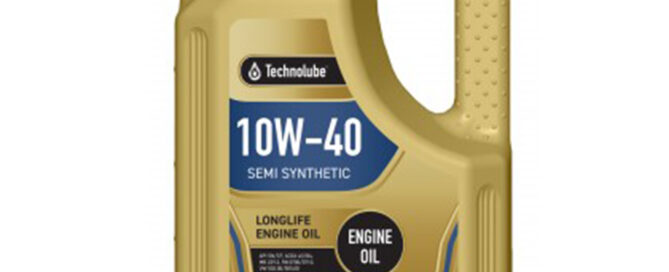 Technolube
10W-40
SEMI SYNTHETIC
LONGLIFE
ENGINE OIL
ENGINE
OIL